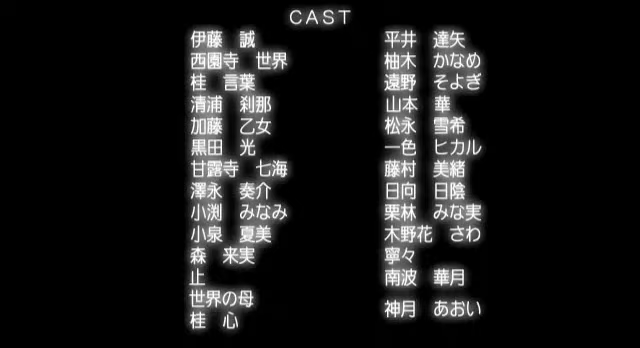 CAST
伊藤 誠 平井 達矢
西園寺 世界 柚木 かなめ
桂 言葉 遠野 そよぎ
清浦 刹那 山本 華
加藤 乙女 松永 雪希
黒田 光 一色 ヒカル
甘露寺 七海 藤村 美緒
澤永 奏介 日向 日陰
小渕 みなみ 栗林 みな実
小泉 夏美 木野花 さわ
森 来実 寧々
止 南波 華月
世界の母
桂 心 神月 あおい